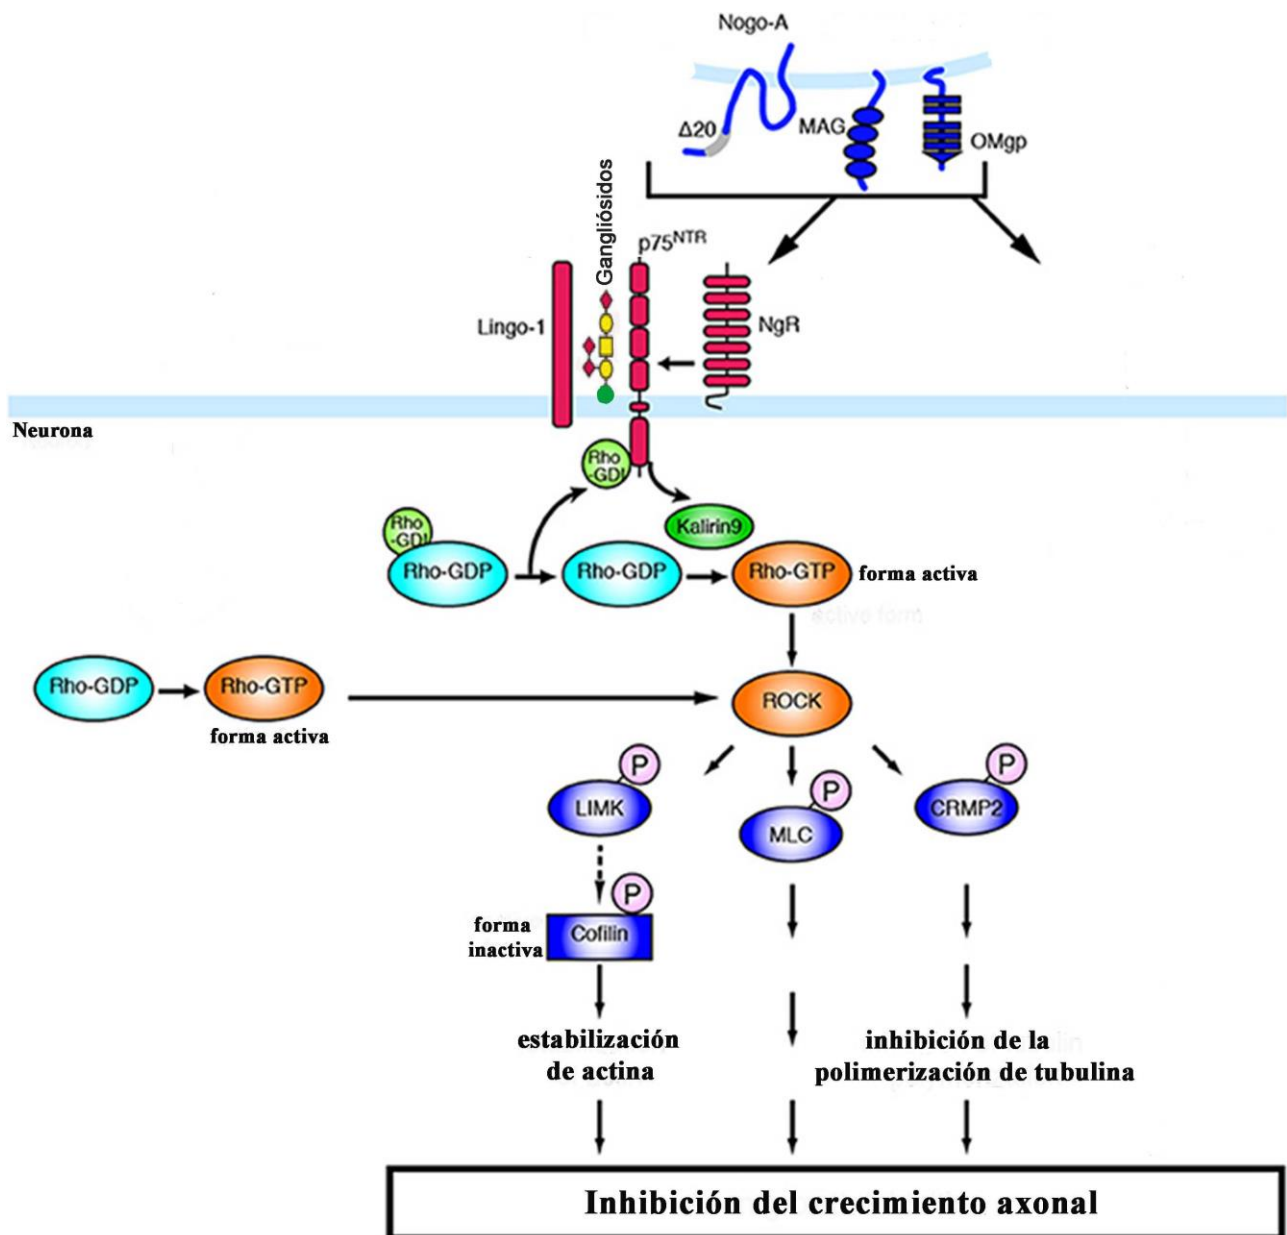 Nogo-A
Δ20
MAG
OMgp
Gangliósidos
p75NTR
Lingo-1
NgR
Neurona
Rho
-GDI
Kalirin9
Rho
-GDI
Rho-GDP
Rho-GDP
Rho-GTP
forma activa
active form
Rho-GDP
Rho-GTP
forma activa
ROCK
P
LIMK
P
MLC
P
CRMP2
P
forma
inactiva
Cofilin
estabilización
de actina
inhibición de la
polimerización de tubulina
Inhibición del crecimiento axonal